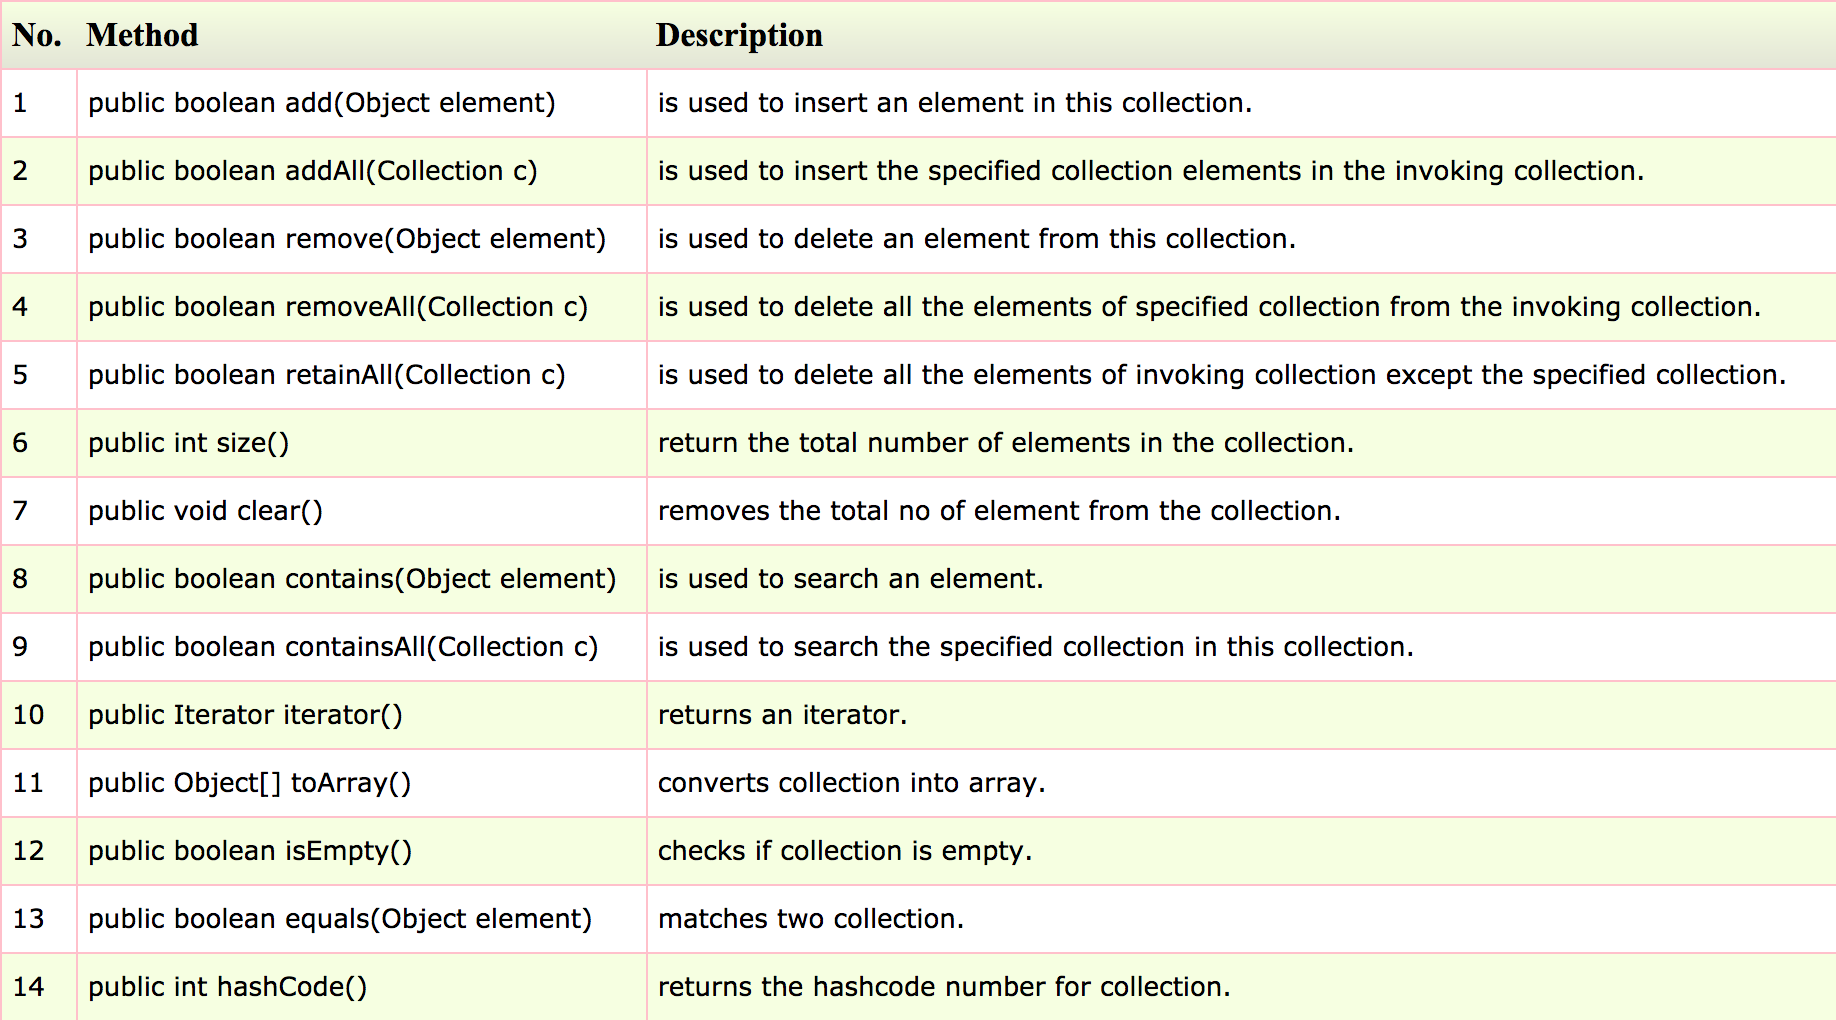 No. Method Description
1 public boolean add(Object element) is used to insert an element in this collection.
2 public boolean addAll(Collection c) is used to insert the specified collection elements in the invoking collection.
3 public boolean remove(Object element) is used to delete an element from this collection.
4 public boolean removeAll(Collection c) is used to delete all the elements of specified collection from the invoking collection.
5 public boolean retainAll(Collection c) is used to delete all the elements of invoking collection except the specified collection.
6 public int size() return the total number of elements in the collection.
7 public void clear() removes the total no of element from the collection.
8 public boolean contains(Object element) is used to search an element.
9 public boolean containsAll(Collection c) is used to search the specified collection in this collection.
10 public Iterator iterator() returns an iterator.
11 public Object[] toArray() converts collection into array.
12 public boolean isEmpty() checks if collection is empty.
13 public boolean equals(Object element) matches two collection.
14 public int hashCode() returns the hashcode number for collection.